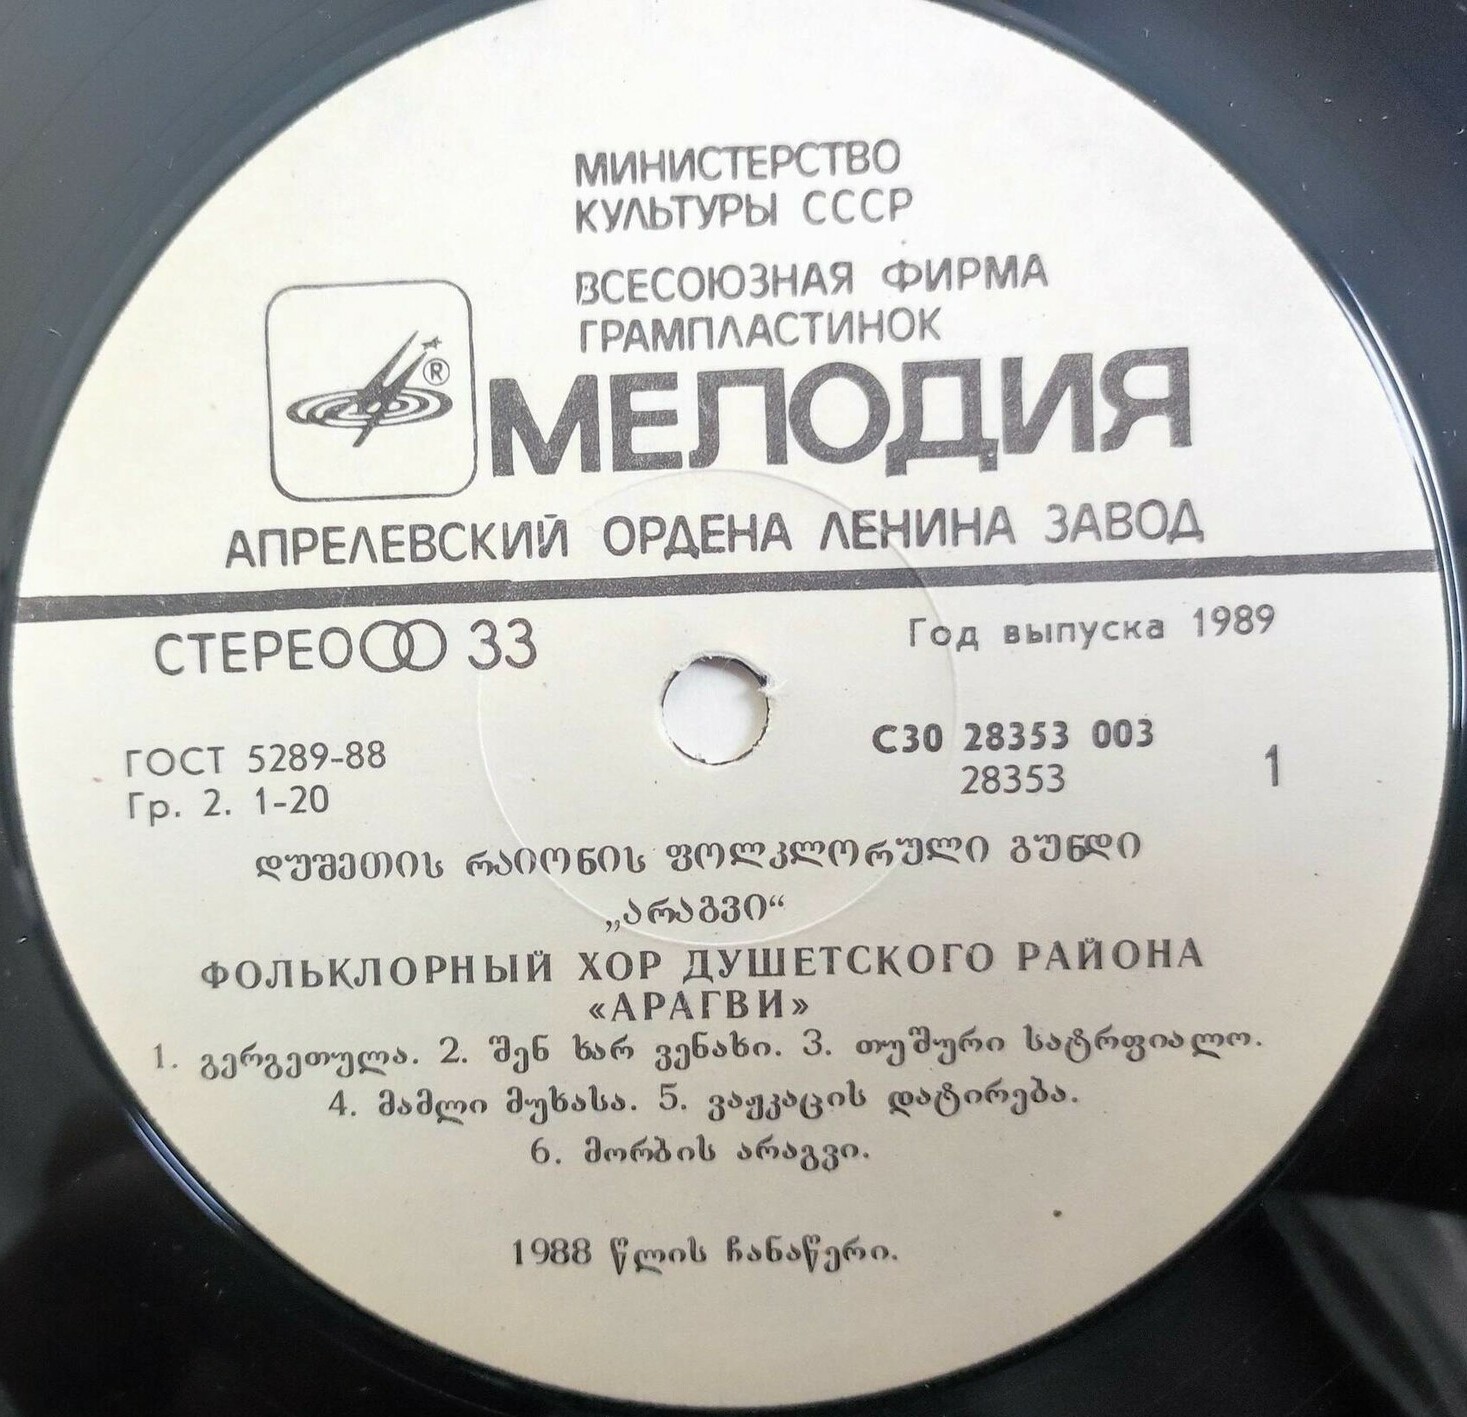 МИНИСТЕРСТВО
КУЛЬТУРЫ СССР
ВСЕСОЮЗНАЯ ФИРМА
ГРАМПЛАСТИНОК
®
МЕЛОДИЯ
АПРЕЛЕВСКИЙ ОРДЕНА ЛЕНИНА ЗАВОД
СТЕРЕО 33
Год выпуска 1989
ГОСТ 5289-88
Гр. 2. 1-20
С30 28353 003
28353
1
დუშეთის რაიონის ფოლკლორული გუნდი
„არაგვი“
ФОЛЬКЛОРНЫЙ ХОР ДУШЕТСКОГО РАЙОНА
«АРАГВИ»
1. გერგეთულა. 2. შენ ხარ ვენახი. 3. თუშური სატრფიალო.
4. მამლი მუხასა. 5. ვაჟკაცის დატირება.
6. მორბის არაგვი.
1988 წლის ჩანაწერი.